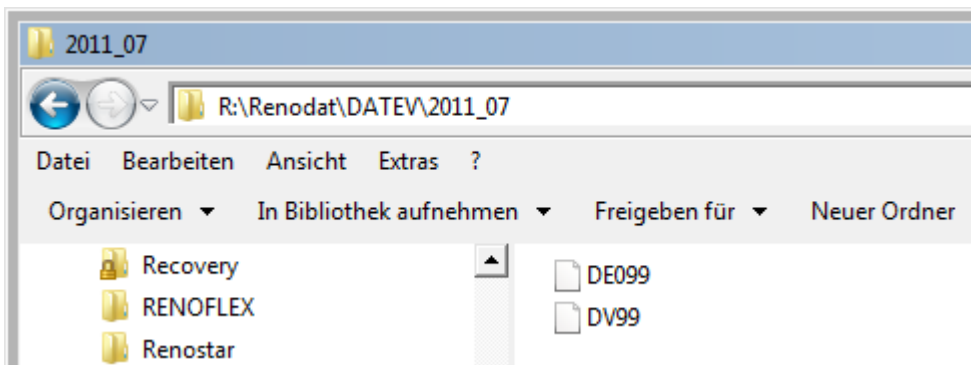 2011_07
R:\Renodat\DATEV\2011_07
Datei Bearbeiten Ansicht Extras ?
Organisieren In Bibliothek aufnehmen Freigeben für Neuer Ordner
Recovery
RENOFLEX
Renostar
DE099
DV99